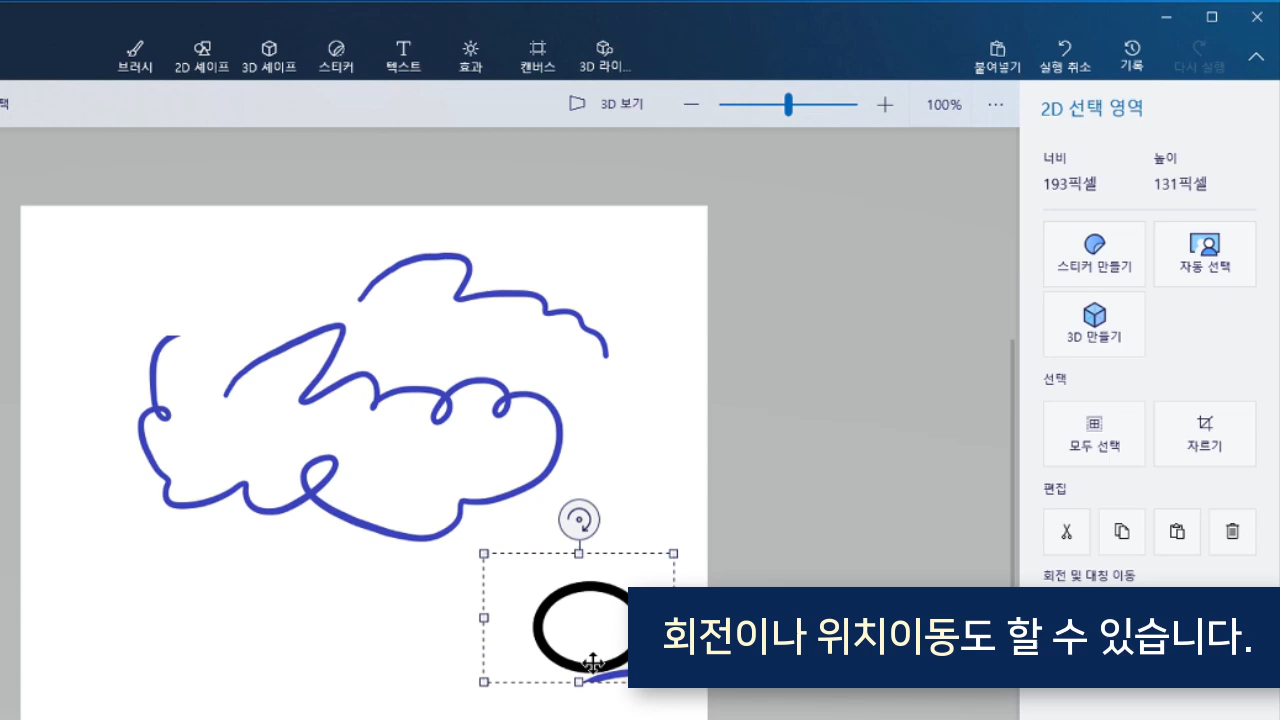 브러시 2D 셰이프 3D 셰이프 스티커 텍스트 효과 캔버스 3D 라이... 붙여넣기 실행 취소 기록 다시 실행
택 3D 보기 100% ...
2D 선택 영역
너비 높이
193픽셀 131픽셀
스티커 만들기 자동 선택
3D 만들기
선택
모두 선택 자르기
편집
회전 및 대칭 이동
회전이나 위치이동도 할 수 있습니다.